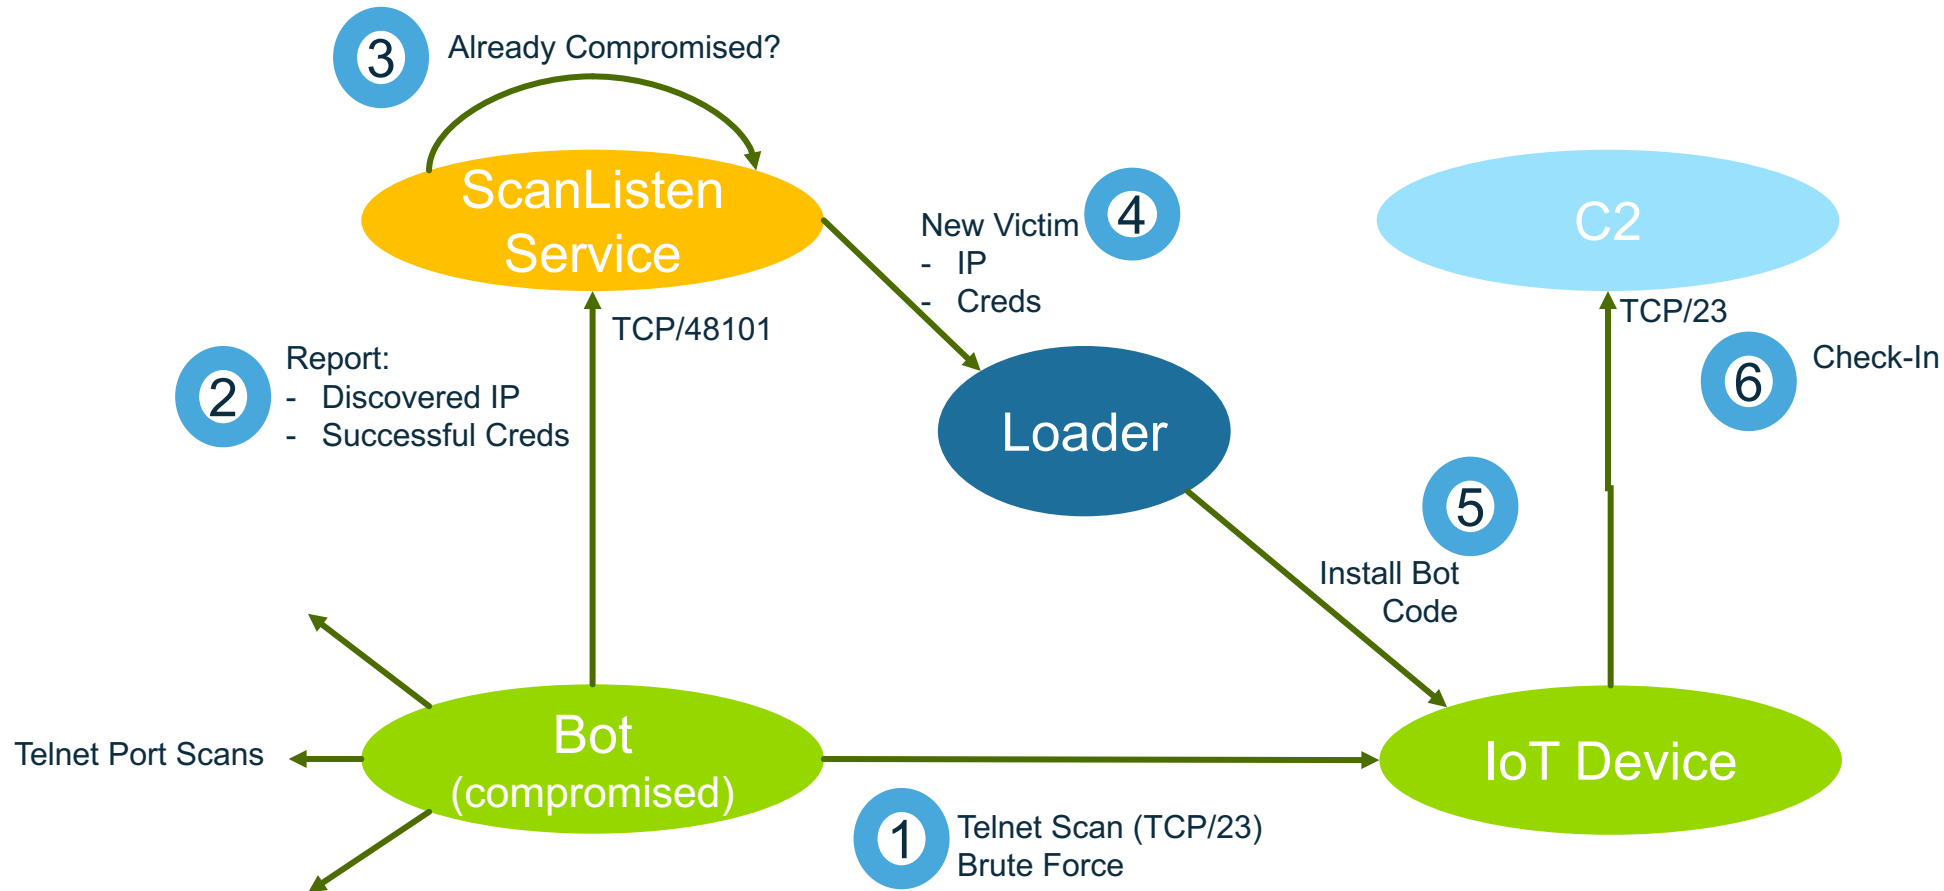 3
Already Compromised?
ScanListen
Service
4
New Victim
- IP
- Creds
C2
TCP/48101
TCP/23
2
Report:
- Discovered IP
- Successful Creds
6
Check-In
Loader
5
Install Bot
Code
Telnet Port Scans
Bot
(compromised)
IoT Device
1
Telnet Scan (TCP/23)
Brute Force